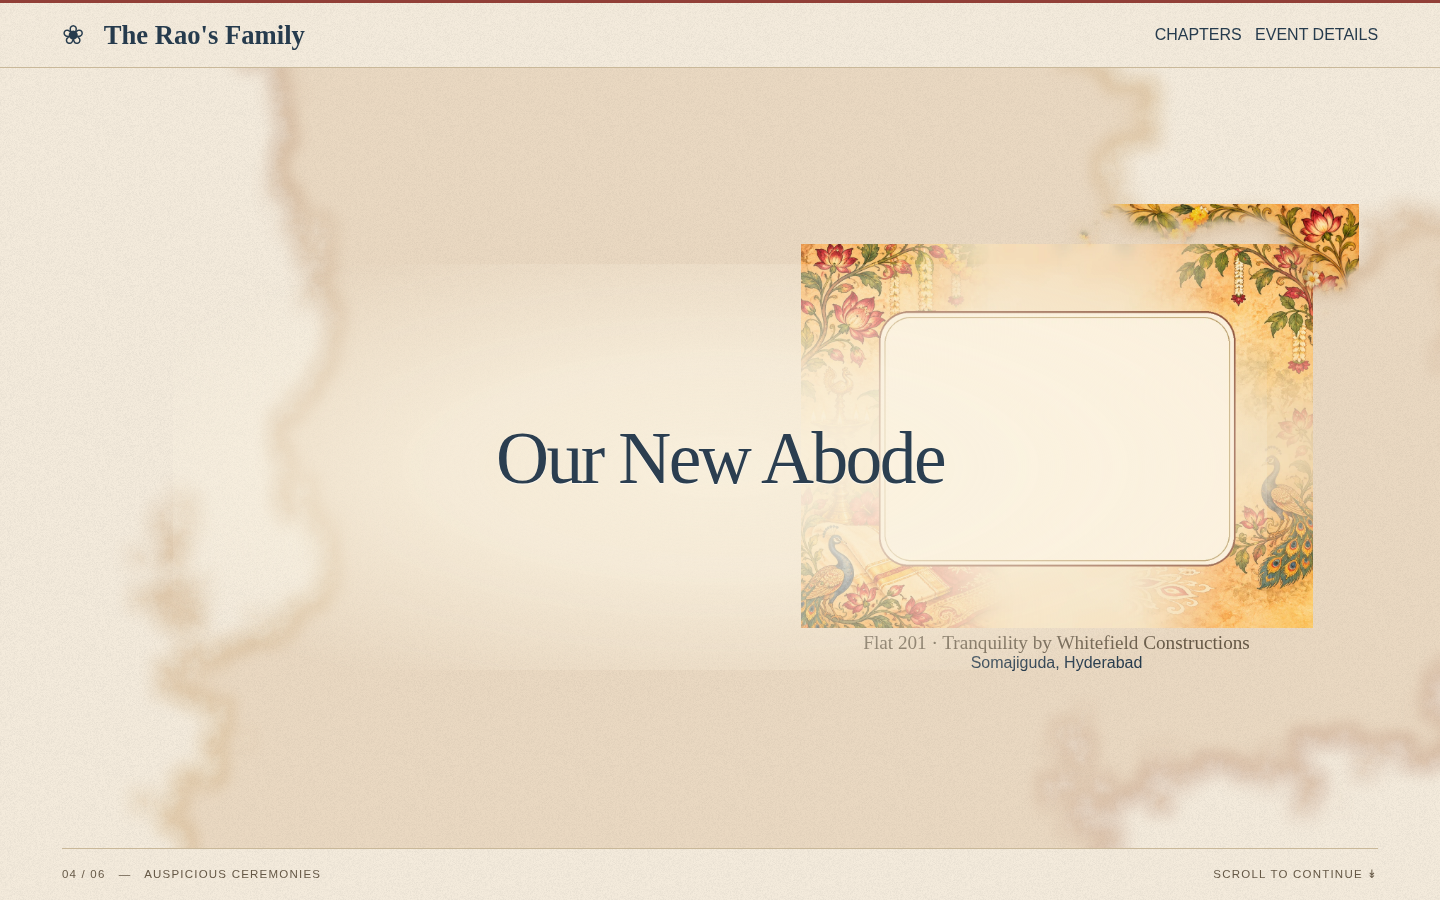 ❀ The Rao's Family
CHAPTERS EVENT DETAILS
Our New Abode
Flat 201 · Tranquility by Whitefield Constructions
Somajiguda, Hyderabad
04 / 06 — AUSPICIOUS CEREMONIES
SCROLL TO CONTINUE ↡